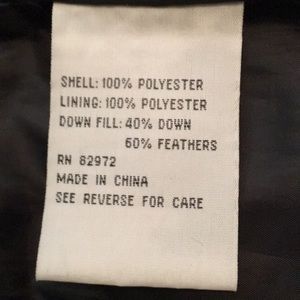 SHELL: 100% POLYESTER
LINING: 100% POLYESTER
DOWN FILL: 40% DOWN
60% FEATHERS
RN 82972
MADE IN CHINA
SEE REVERSE FOR CARE